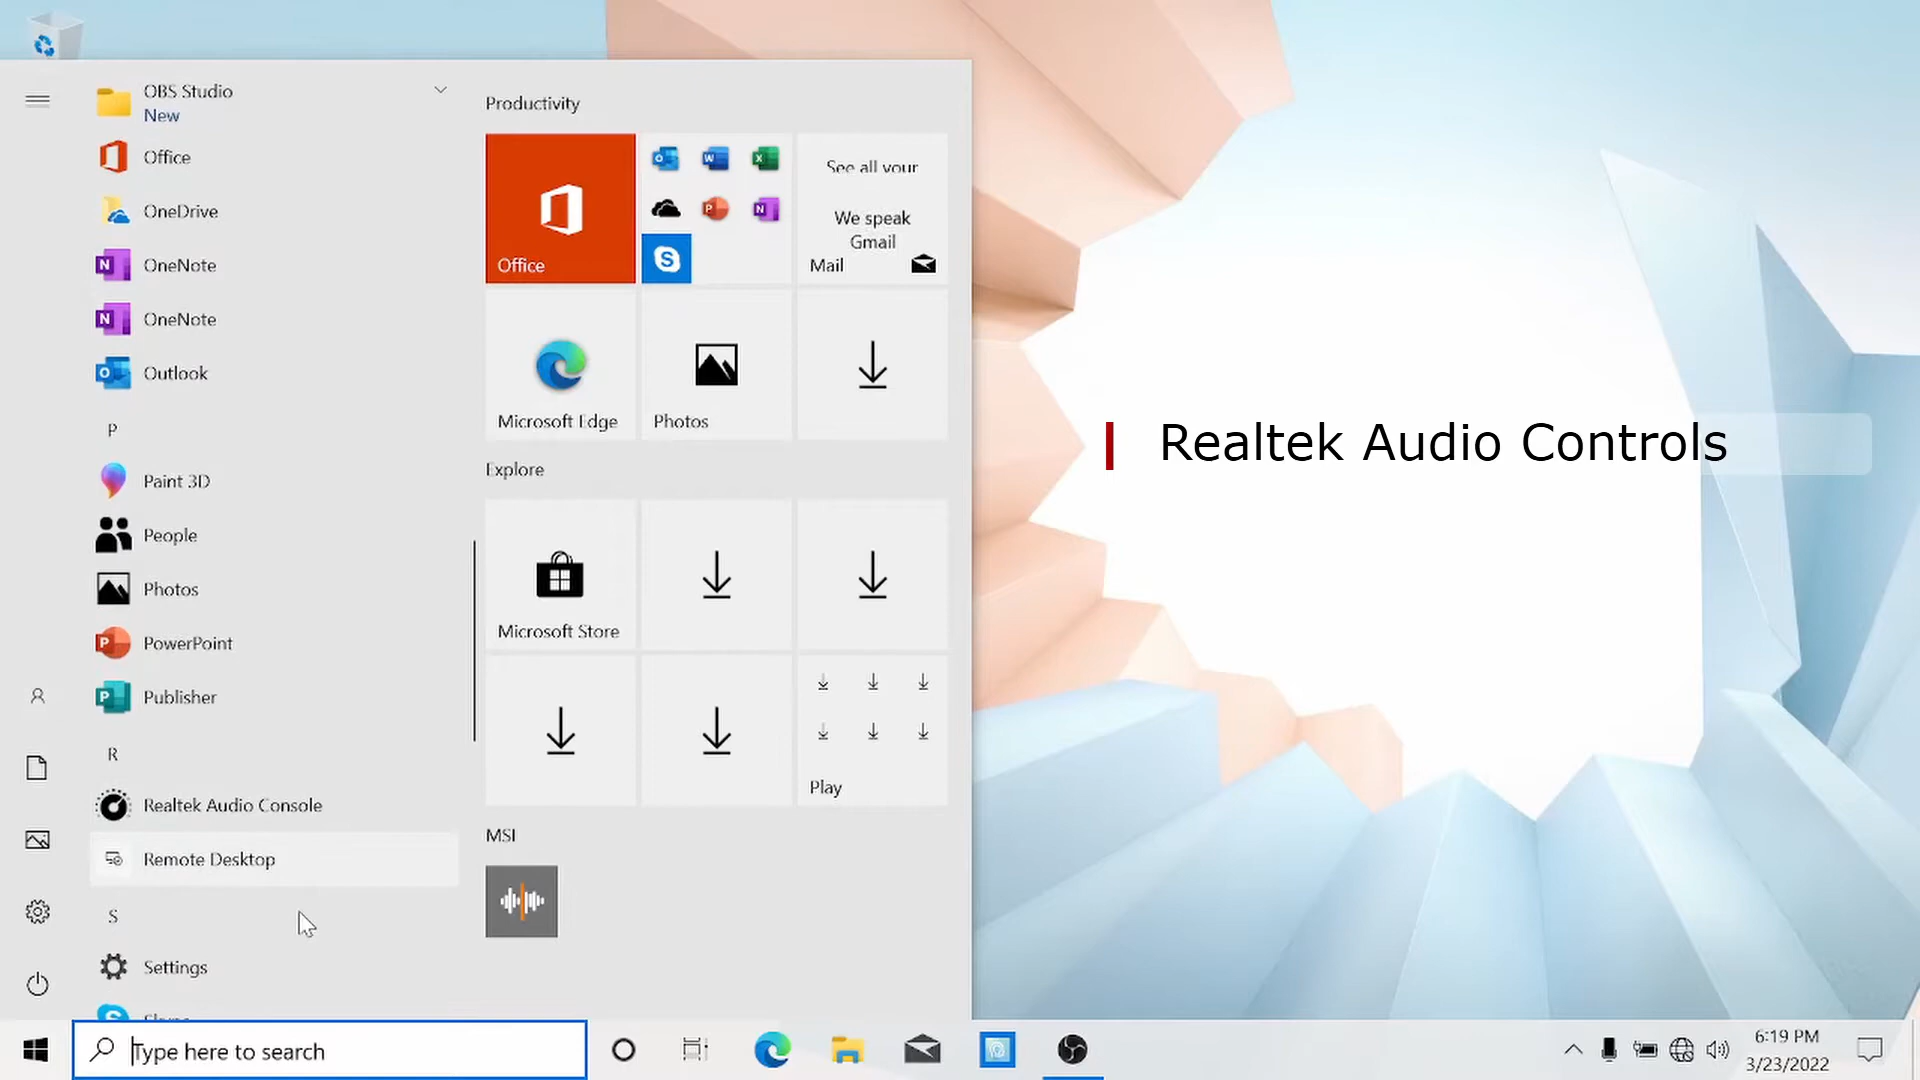 OBS Studio
New
Office
OneDrive
OneNote
OneNote
Outlook
P
Paint 3D
People
Photos
PowerPoint
Publisher
R
Realtek Audio Console
Remote Desktop
S
Settings
Productivity
Office
See all your
We speak
Gmail
Mail
Microsoft Edge
Photos
Explore
Microsoft Store
Play
MSI
Realtek Audio Controls
Type here to search
6:19 PM
3/23/2022